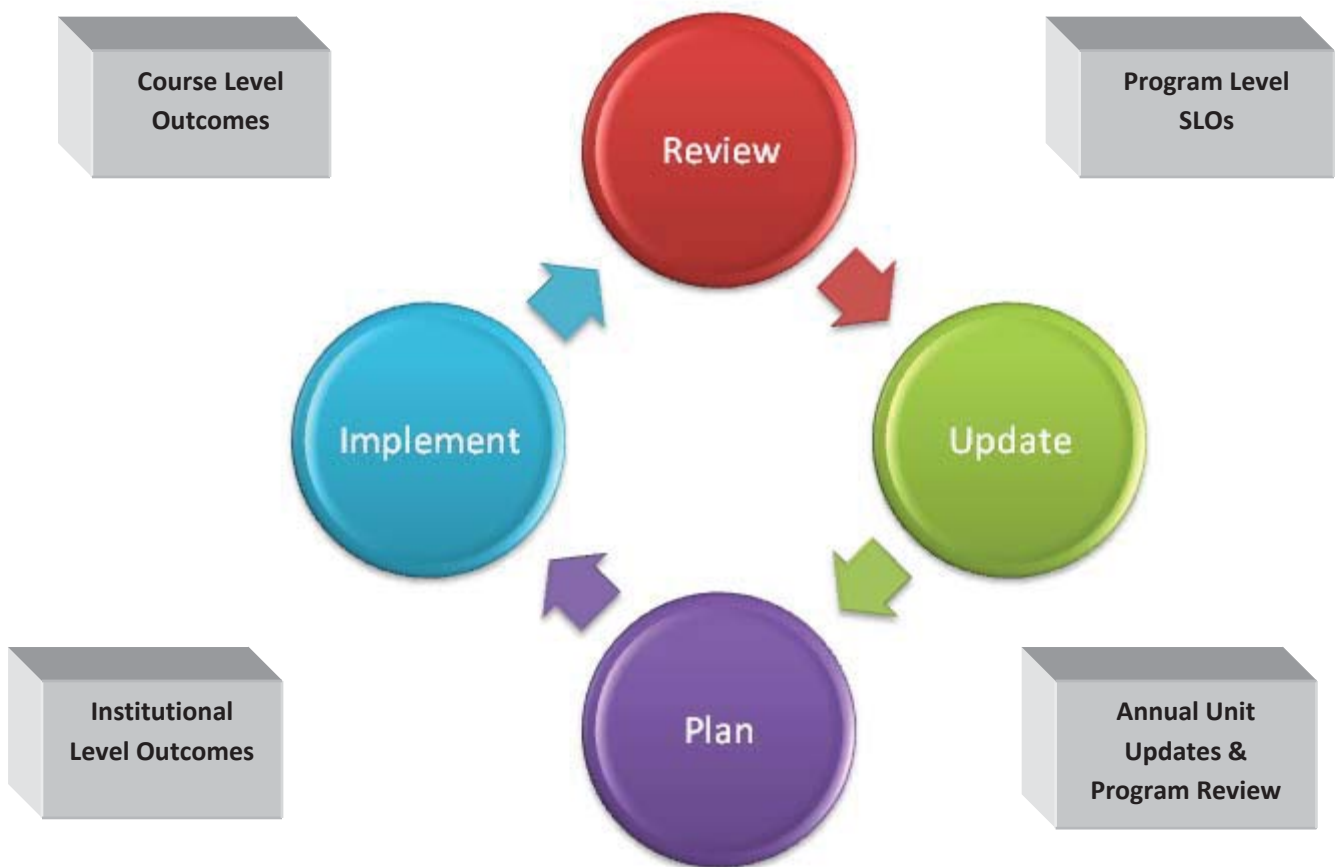 Course Level
Outcomes
Program Level
SLOs
Review
Implement
Update
Plan
Institutional
Level Outcomes
Annual Unit
Updates &
Program Review